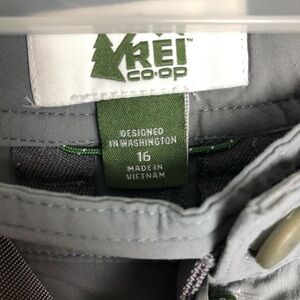 REI
CO·OP
DESIGNED
IN WASHINGTON
16
MADE IN
VIETNAM